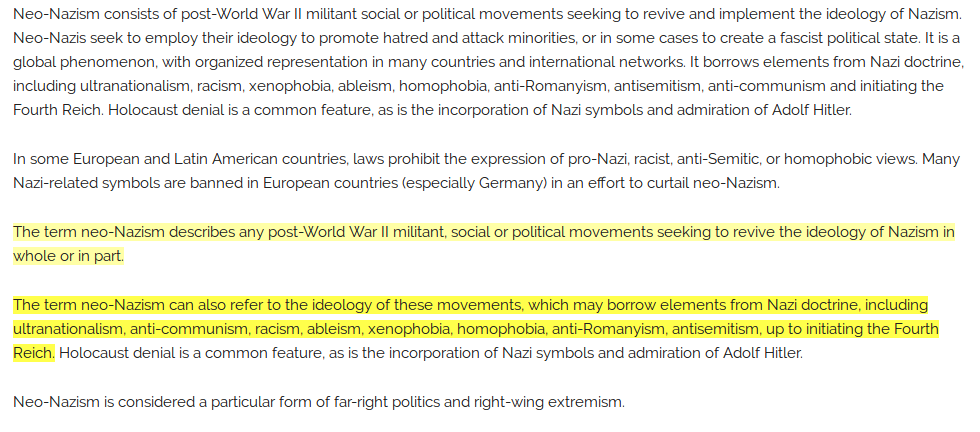 Neo-Nazism consists of post-World War II militant social or political movements seeking to revive and implement the ideology of Nazism.
Neo-Nazis seek to employ their ideology to promote hatred and attack minorities, or in some cases to create a fascist political state. It is a
global phenomenon, with organized representation in many countries and international networks. It borrows elements from Nazi doctrine,
including ultranationalism, racism, xenophobia, ableism, homophobia, anti-Romanyism, antisemitism, anti-communism and initiating the
Fourth Reich. Holocaust denial is a common feature, as is the incorporation of Nazi symbols and admiration of Adolf Hitler.
In some European and Latin American countries, laws prohibit the expression of pro-Nazi, racist, anti-Semitic, or homophobic views. Many
Nazi-related symbols are banned in European countries (especially Germany) in an effort to curtail neo-Nazism.
The term neo-Nazism describes any post-World War II militant, social or political movements seeking to revive the ideology of Nazism in
whole or in part.
The term neo-Nazism can also refer to the ideology of these movements, which may borrow elements from Nazi doctrine, including
ultranationalism, anti-communism, racism, ableism, xenophobia, homophobia, anti-Romanyism, antisemitism, up to initiating the Fourth
Reich. Holocaust denial is a common feature, as is the incorporation of Nazi symbols and admiration of Adolf Hitler.
Neo-Nazism is considered a particular form of far-right politics and right-wing extremism.